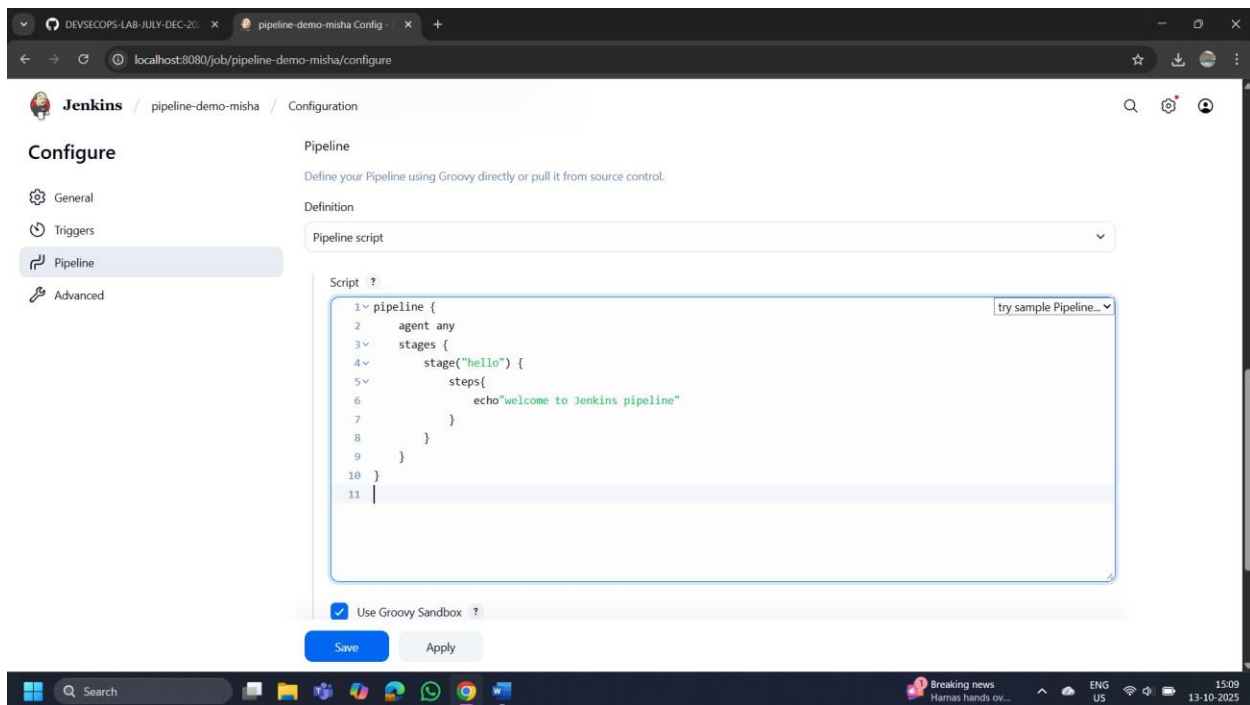 DEVSECOPS-LAB-JULY-DEC-20
pipeline-demo-misha Config -
localhost:8080/job/pipeline-demo-misha/configure
Jenkins / pipeline-demo-misha / Configuration
Configure
General
Triggers
Pipeline
Advanced
Pipeline
Define your Pipeline using Groovy directly or pull it from source control.
Definition
Pipeline script
Script ?
try sample Pipeline...
1 pipeline {
2 agent any
3 stages {
4 stage("hello") {
5 steps{
6 echo"welcome to Jenkins pipeline"
7 }
8 }
9 }
10 }
11
Use Groovy Sandbox ?
Save
Apply
Search
1
Breaking news
Hamas hands ov...
ENG
US
15:09
13-10-2025